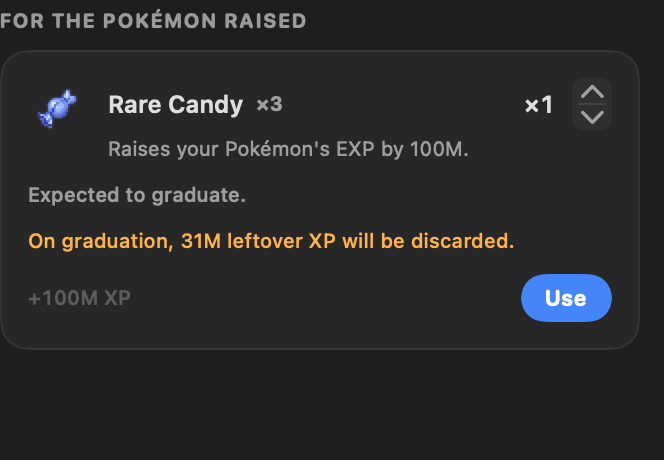 FOR THE POKÉMON RAISED
Rare Candy ×3 ×1
Raises your Pokémon's EXP by 100M.
Expected to graduate.
On graduation, 31M leftover XP will be discarded.
+100M XP Use